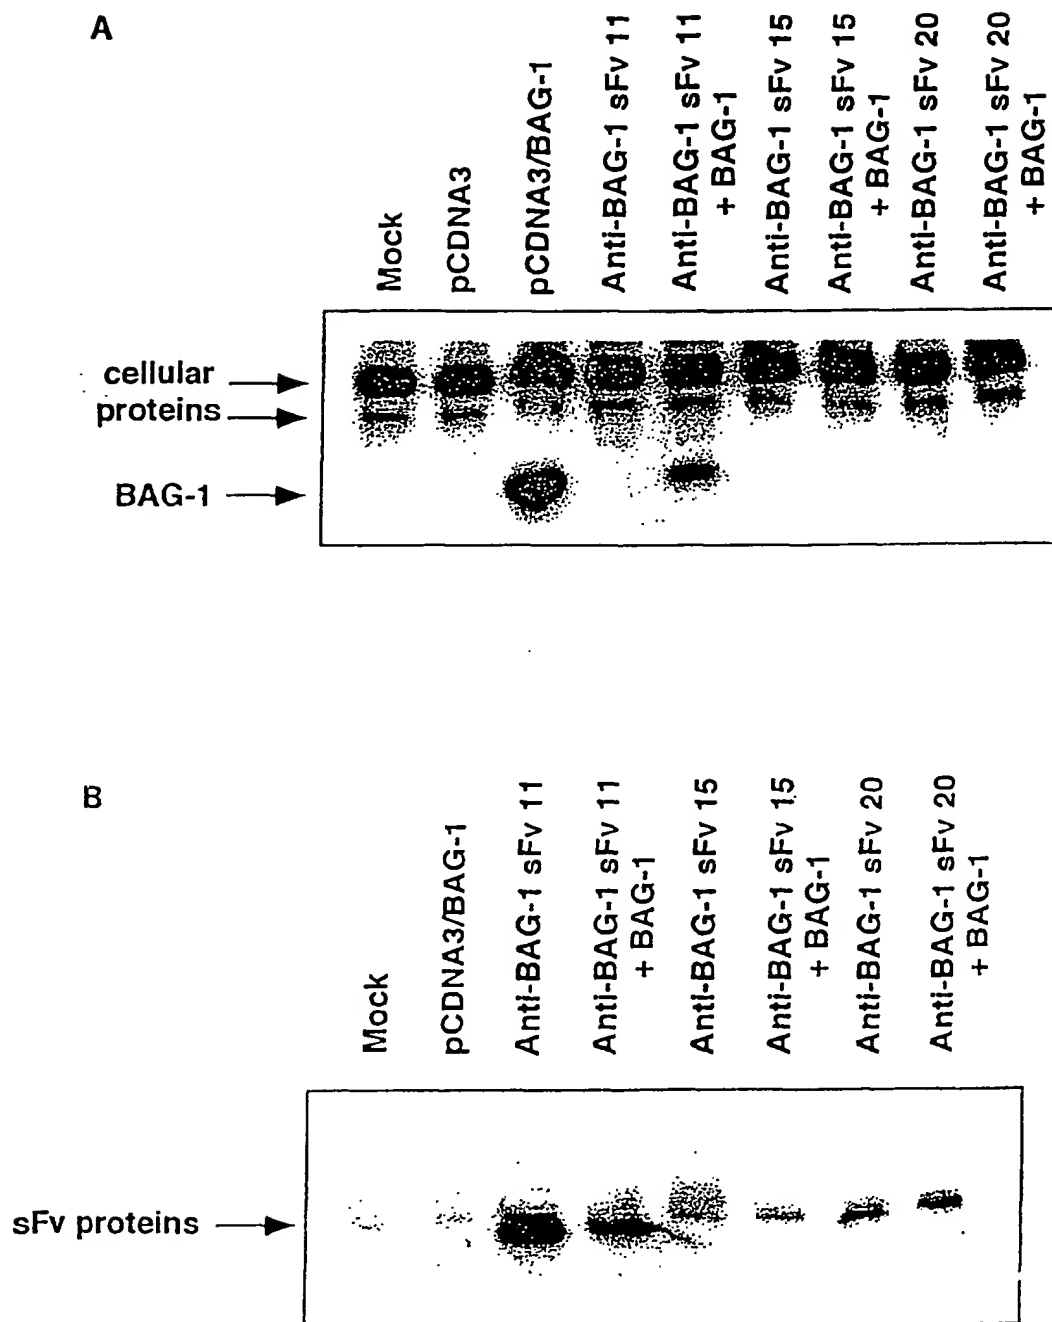 A
Mock
pCDNA3
pCDNA3/BAG-1
Anti-BAG-1 sFv 11
Anti-BAG-1 sFv 11
+ BAG-1
Anti-BAG-1 sFv 15
Anti-BAG-1 sFv 15
+ BAG-1
Anti-BAG-1 sFv 20
Anti-BAG-1 sFv 20
+ BAG-1
cellular
proteins
BAG-1
B
Mock
pCDNA3/BAG-1
Anti-BAG-1 sFv 11
Anti-BAG-1 sFv 11
+ BAG-1
Anti-BAG-1 sFv 15
Anti-BAG-1 sFv 15
+ BAG-1
Anti-BAG-1 sFv 20
Anti-BAG-1 sFv 20
+ BAG-1
sFv proteins